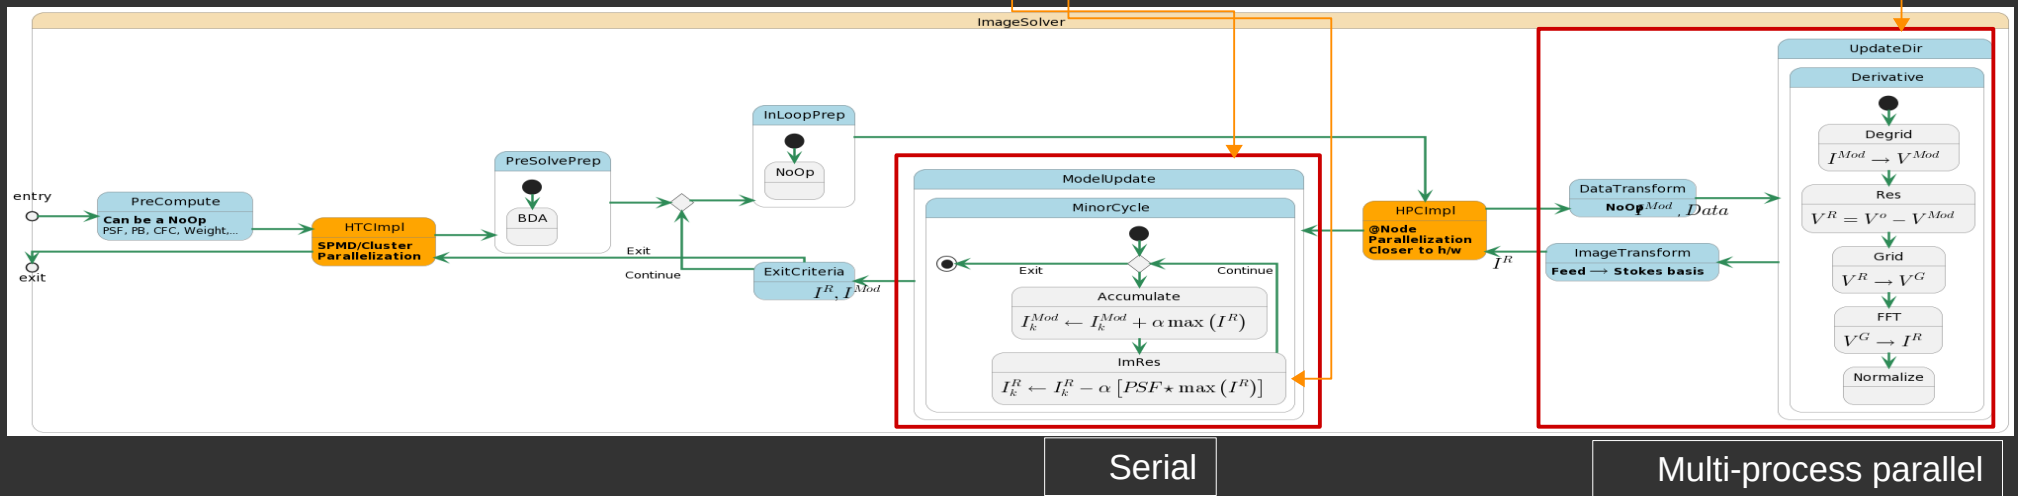 ImageSolver
entry
exit
PreCompute
Can be a NoOp
PSF, PB, CFC, Weight,...
HTCImpl
SPMD/Cluster
Parallelization
PreSolvePrep
BDA
Exit
Continue
InLoopPrep
NoOp
ExitCriteria
I^R, I^Mod
ModelUpdate
MinorCycle
Exit
Continue
Accumulate
I_k^Mod ← I_k^Mod + α max (I^R)
ImRes
I_k^R ← I_k^R − α [PSF ⋆ max (I^R)]
HPCImpl
@Node
Parallelization
Closer to h/w
I^R
DataTransform
NoOp
I^Mod, Data
ImageTransform
Feed → Stokes basis
UpdateDir
Derivative
Degrid
I^Mod → V^Mod
Res
V^R = V^o − V^Mod
Grid
V^R → V^G
FFT
V^G → I^R
Normalize
Serial
Multi-process parallel